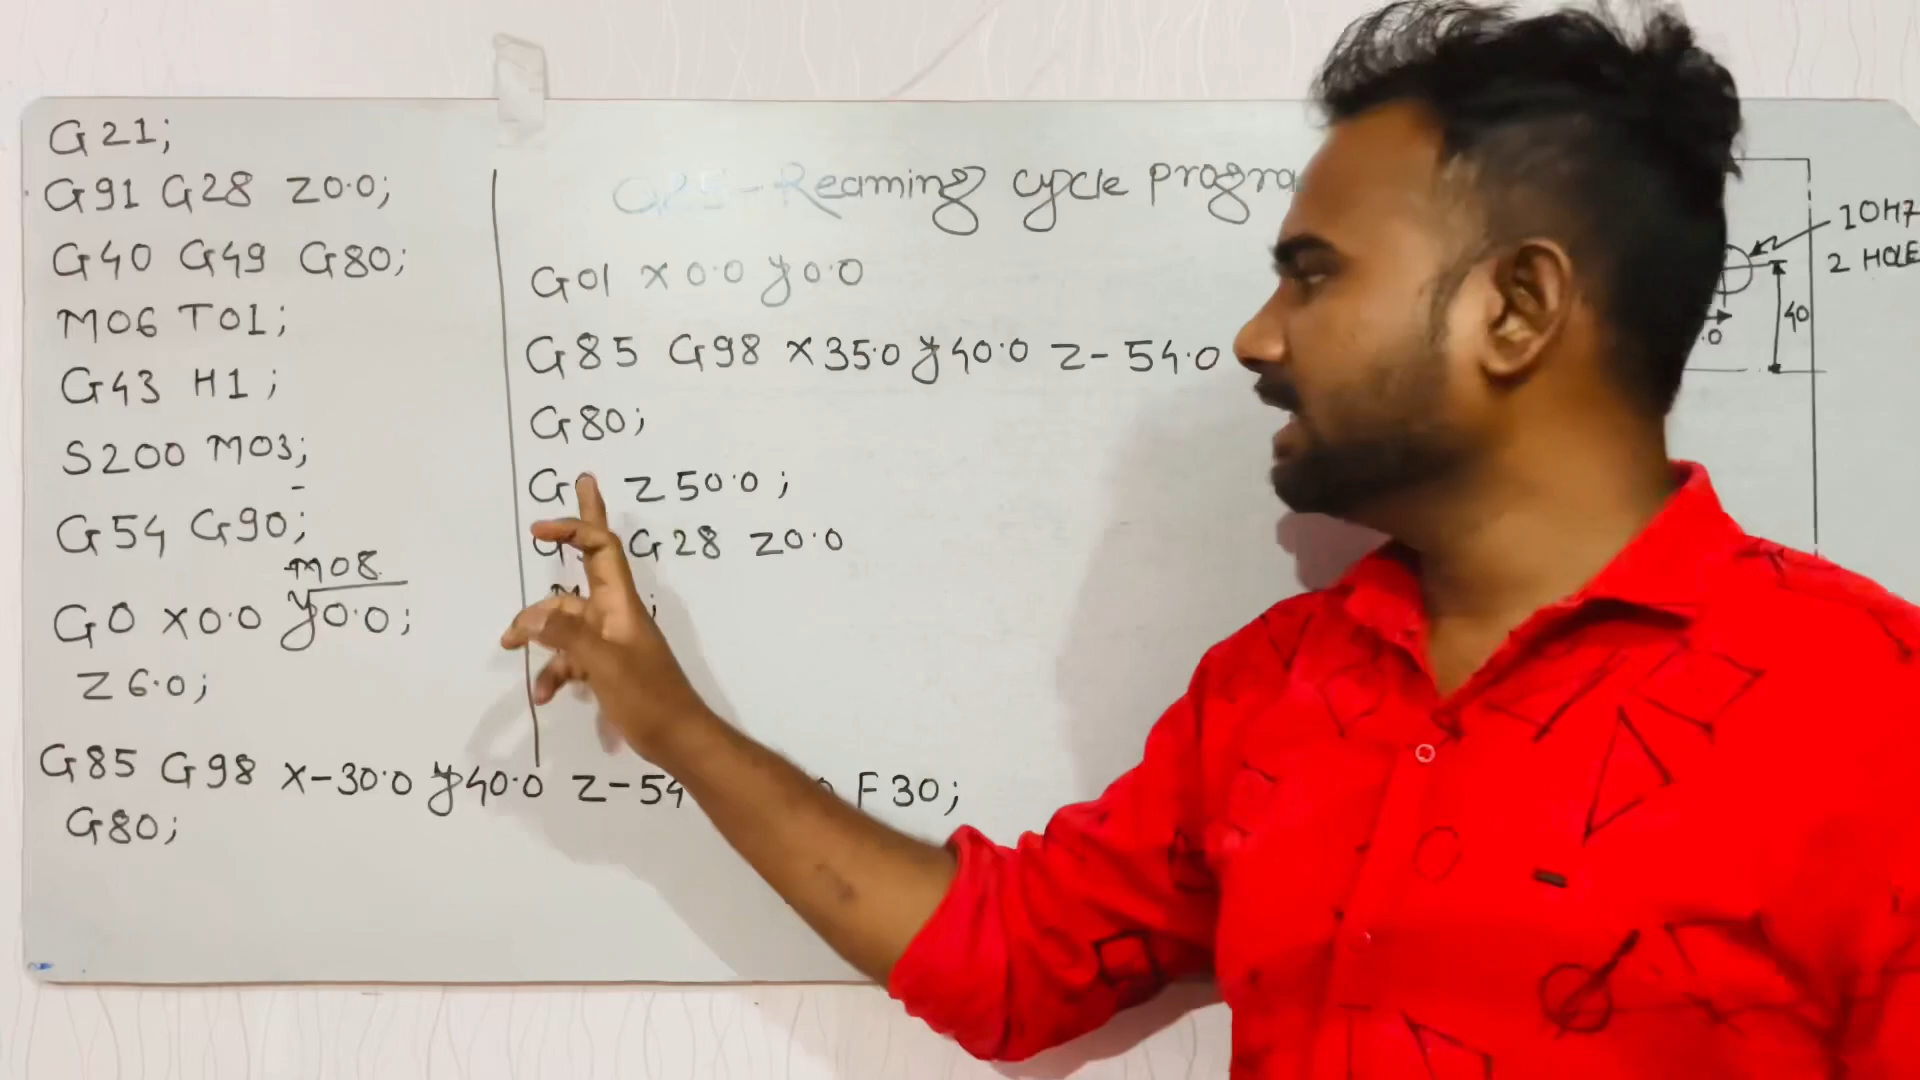 G21;
G91 G28 Z0.0;
G40 G49 G80;
M06 T01;
G43 H1;
S200 M03;
G54 G90;
M08
G0 X0.0 y0.0;
Z6.0;
G85 G98 X-30.0 y40.0 Z-54 F30;
G80;
G85-Reaming cycle
G01 X0.0 y0.0
G85 G98 X35.0 y40.0 Z-54.0
G80;
Z50.0;
G28 Z0.0
10H7
2 HOLE
40